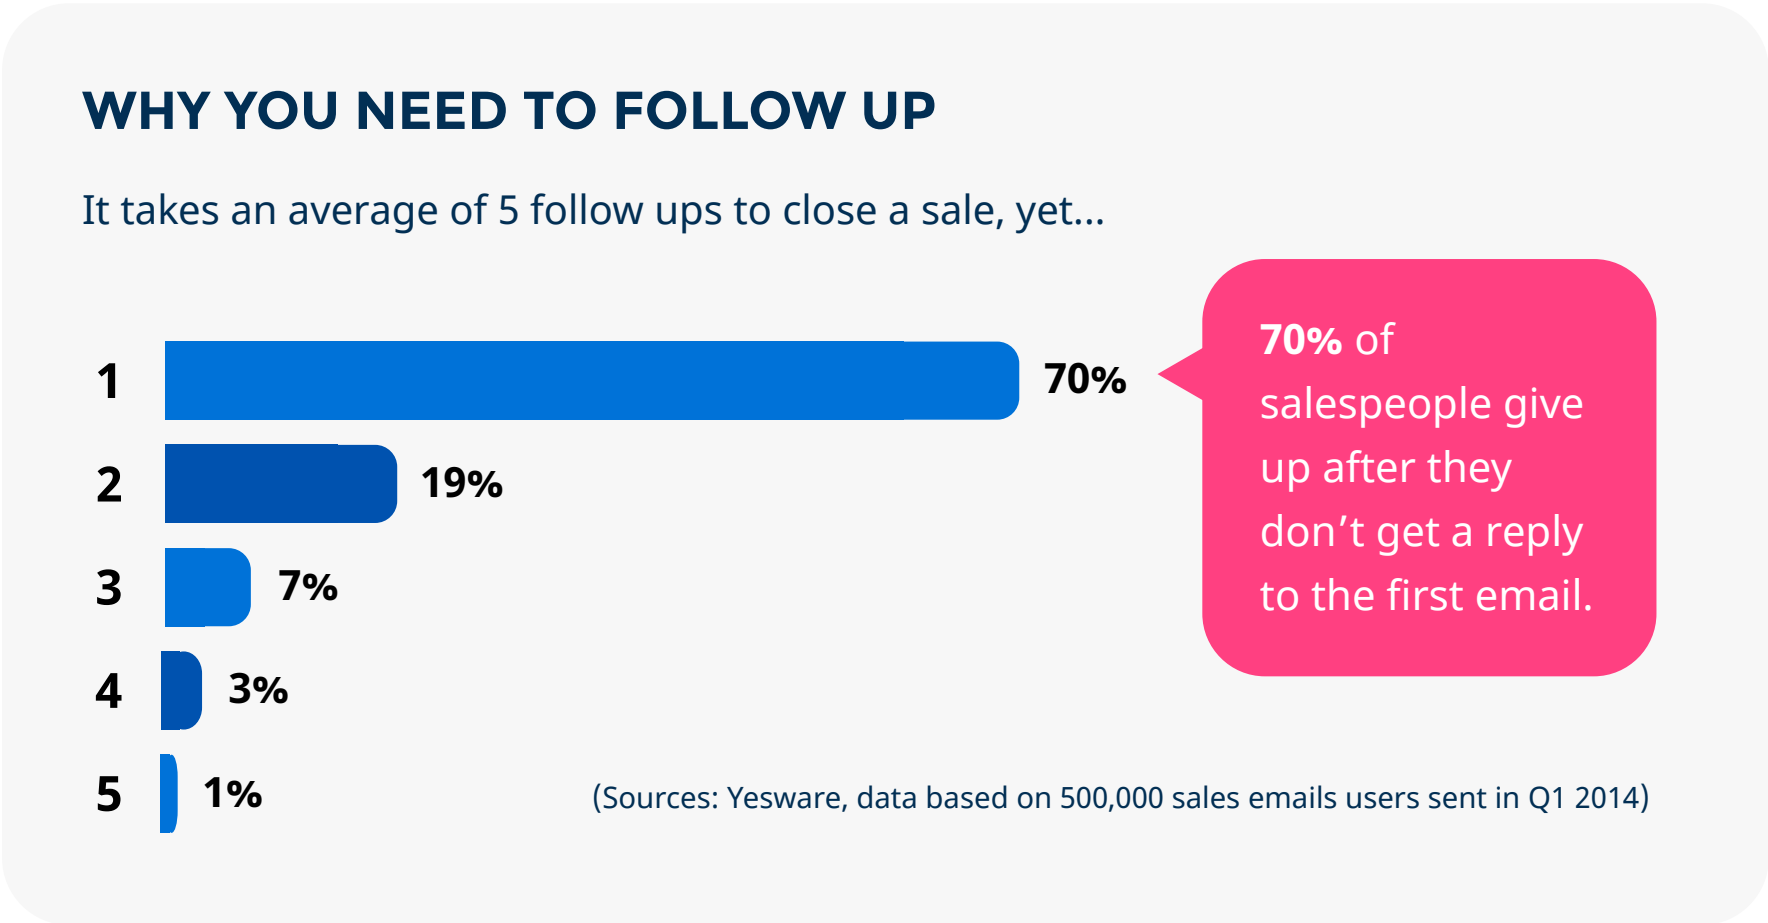 WHY YOU NEED TO FOLLOW UP
It takes an average of 5 follow ups to close a sale, yet...
1 70%
2 19%
3 7%
4 3%
5 1%
70% of
salespeople give
up after they
don’t get a reply
to the first email.
(Sources: Yesware, data based on 500,000 sales emails users sent in Q1 2014)